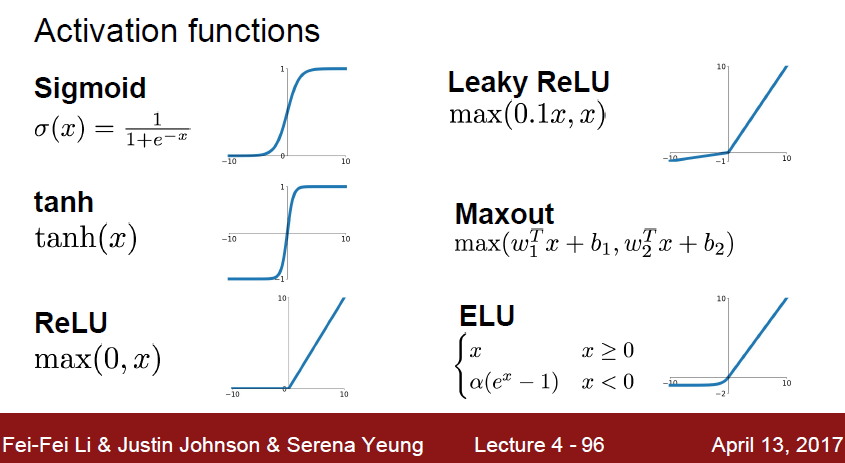 Activation functions
Sigmoid
σ(x) = 1/(1+e^{-x})
1
-10
0
10
tanh
tanh(x)
1
-10
10
-1
ReLU
max(0, x)
10
-10
0
10
Leaky ReLU
max(0.1x, x)
10
-10
-1
10
Maxout
max(w_1^T x + b_1, w_2^T x + b_2)
ELU
x x ≥ 0
α(e^x − 1) x < 0
10
-10
-2
10
Fei-Fei Li & Justin Johnson & Serena Yeung Lecture 4 - 96 April 13, 2017